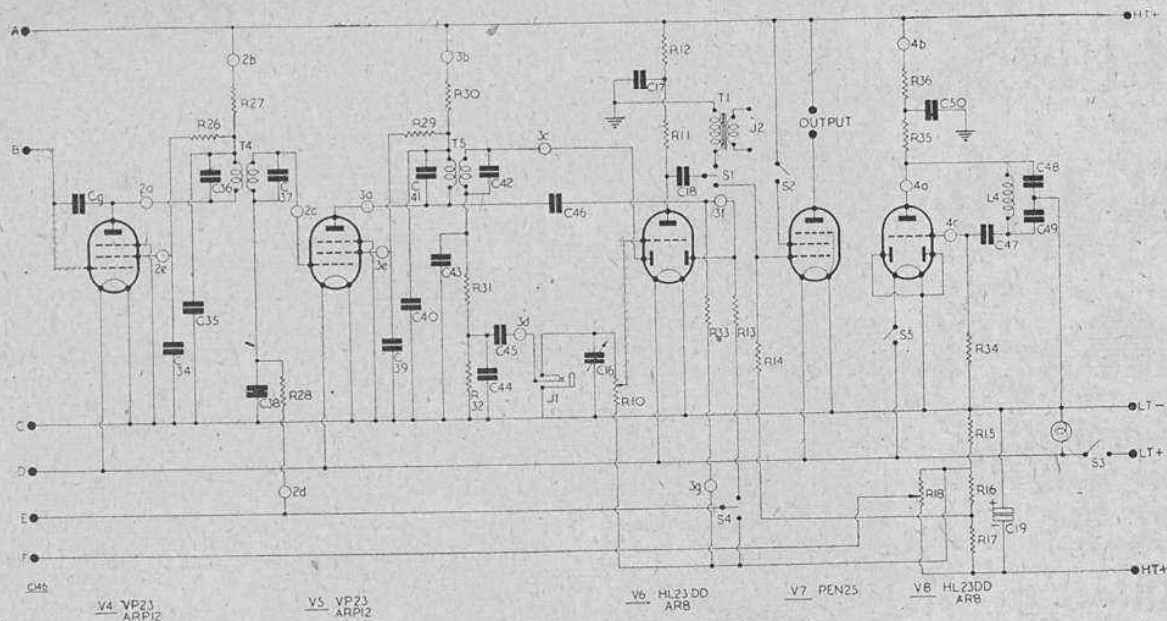 A
HT+
2b
3b
R12
4b
R27
R30
C17
R36
C50
R26
R29
R11
T1
J2
OUTPUT
R35
B
T4
T5
3c
C48
C36
C37
C41
C42
C18
S1
S2
4a
L4
Cg
2a
2c
3a
C46
3f
4c
C47
C49
2e
3e
C43
C35
C40
R31
R33
R13
R14
S5
R34
C34
C39
C45
3d
C16
C38
R28
R32
C44
J1
R10
C
LT-
R15
D
S3
LT+
2d
3g
R18
R16
E
S4
+
-
C19
R17
F
HT+
C146
V4 VP23
ARP12
V5 VP23
ARP12
V6 HL23DD
AR8
V7 PEN25
V8 HL23DD
AR8